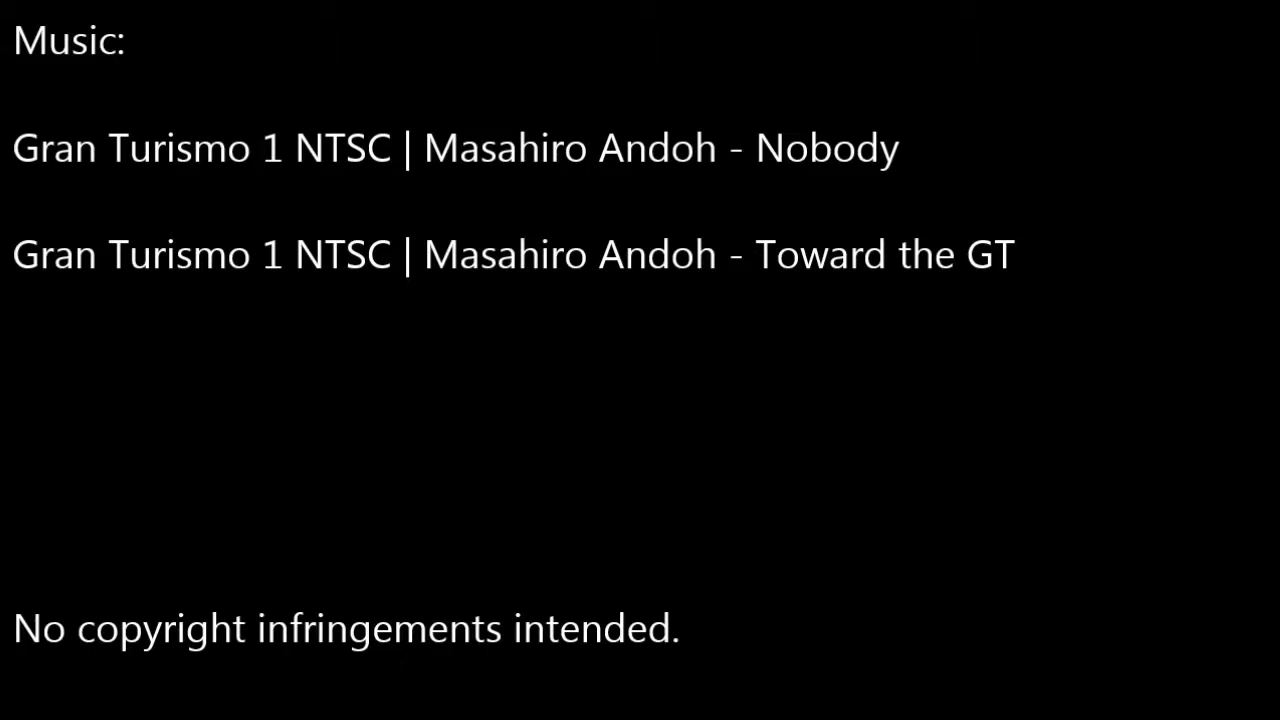 Music:
Gran Turismo 1 NTSC | Masahiro Andoh - Nobody
Gran Turismo 1 NTSC | Masahiro Andoh - Toward the GT
No copyright infringements intended.